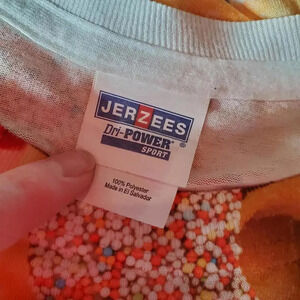 JERZEES
Dri-POWER®
SPORT
100% Polyester
Made in El Salvador